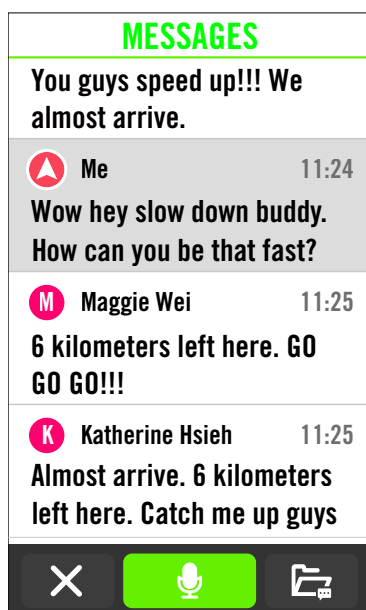 MESSAGES
You guys speed up!!! We
almost arrive.
Me 11:24
Wow hey slow down buddy.
How can you be that fast?
M Maggie Wei 11:25
6 kilometers left here. GO
GO GO!!!
K Katherine Hsieh 11:25
Almost arrive. 6 kilometers
left here. Catch me up guys